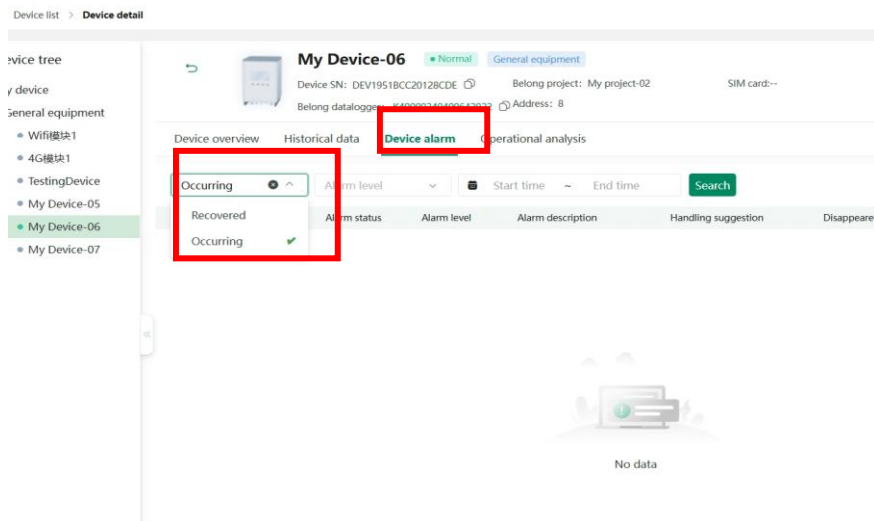 Device list > Device detail
evice tree
y device
General equipment
Wifi模块1
4G模块1
TestingDevice
My Device-05
My Device-06
My Device-07
My Device-06 Normal General equipment
Device SN: DEV1951BCC20128CDE Belong project: My project-02 SIM card:--
Belong datalogger Address: 8
Device overview Historical data Device alarm Operational analysis
Occurring Alarm level Start time ~ End time Search
Recovered
Occurring
Alarm status Alarm level Alarm description Handling suggestion Disappeare
No data